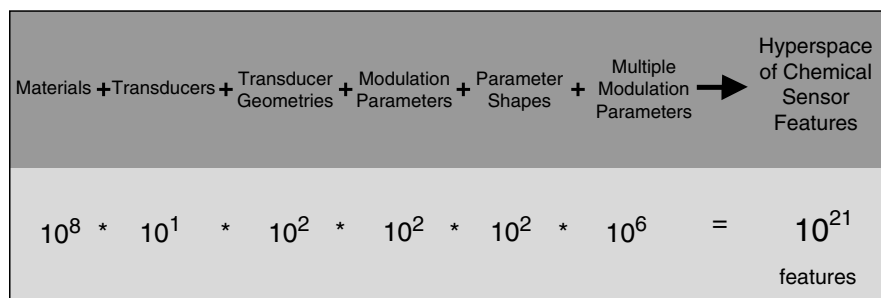 Materials + Transducers + Transducer Geometries + Modulation Parameters + Parameter Shapes + Multiple Modulation Parameters → Hyperspace of Chemical Sensor Features
10^8 * 10^1 * 10^2 * 10^2 * 10^2 * 10^6 = 10^21
features